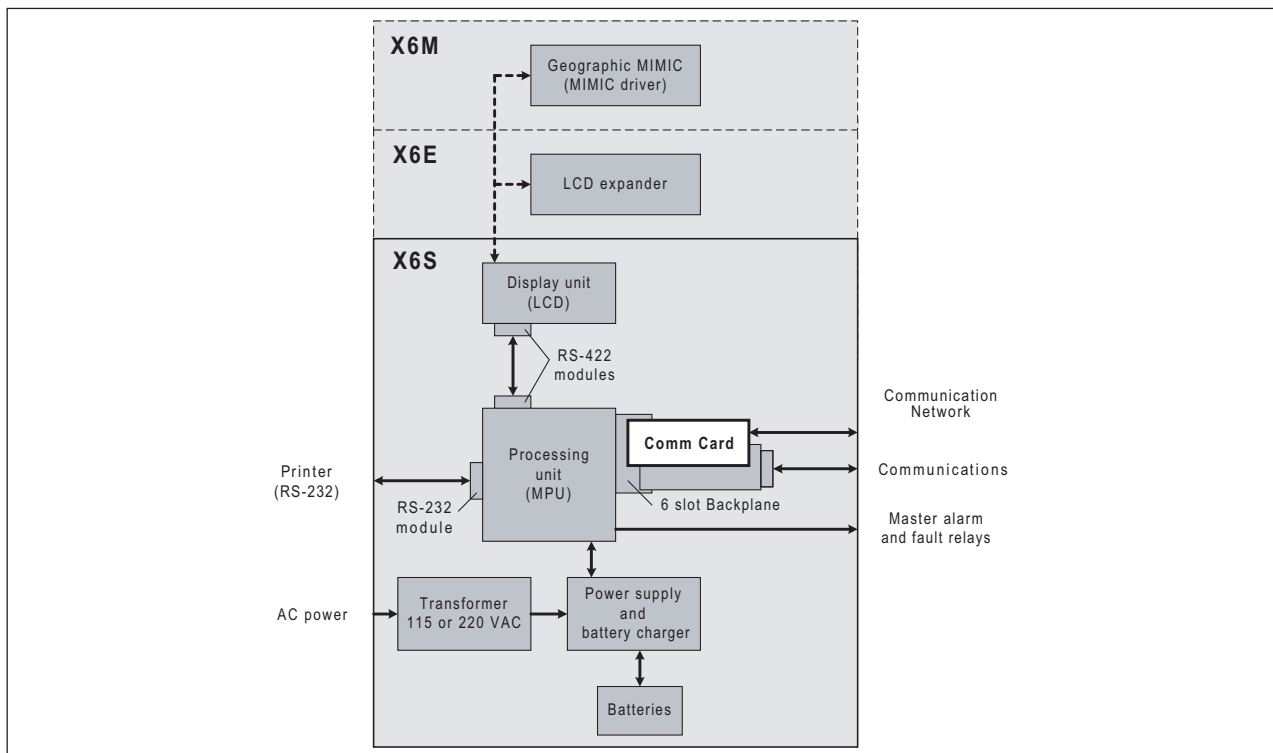 X6M
Geographic MIMIC
(MIMIC driver)
X6E
LCD expander
X6S
Display unit
(LCD)
RS-422
modules
Communication
Network
Comm Card
Processing
unit
(MPU)
Communications
Printer
(RS-232)
6 slot Backplane
RS-232
module
Master alarm
and fault relays
Power supply
and
battery charger
Transformer
115 or 220 VAC
AC power
Batteries